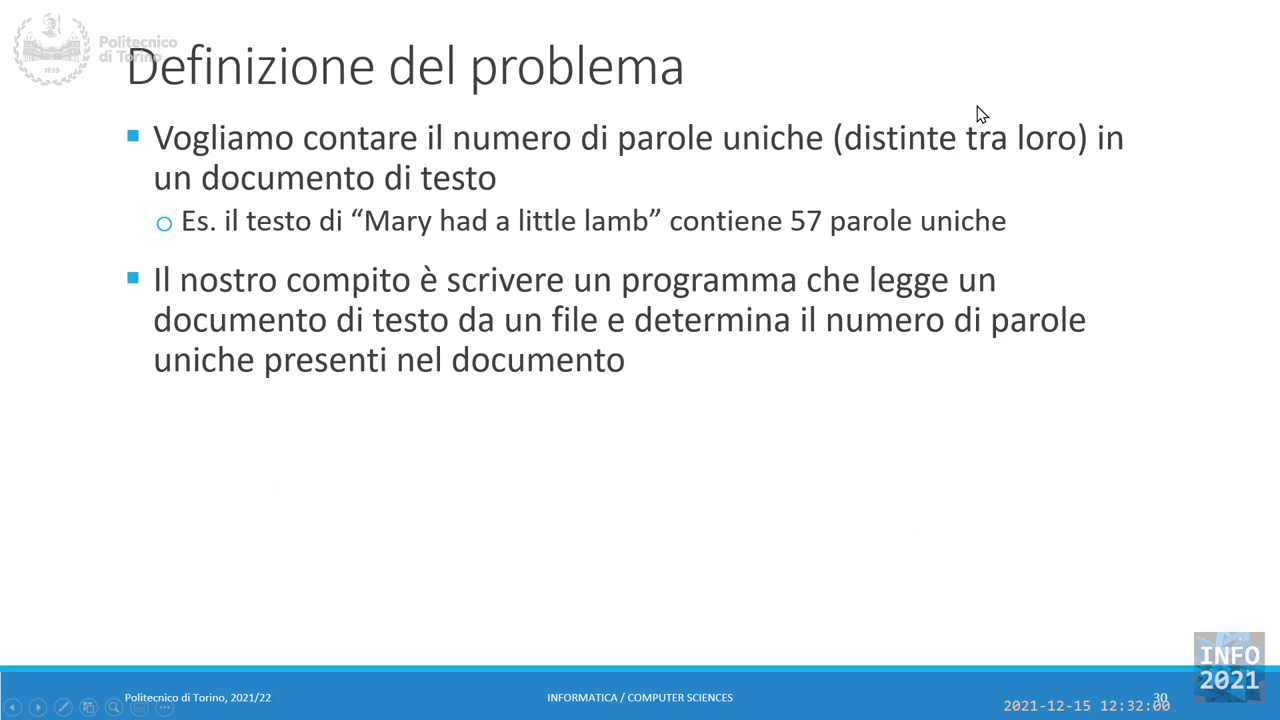 Politecnico
di Torino
1859
Definizione del problema
Vogliamo contare il numero di parole uniche (distinte tra loro) in
un documento di testo
Es. il testo di “Mary had a little lamb” contiene 57 parole uniche
Il nostro compito è scrivere un programma che legge un
documento di testo da un file e determina il numero di parole
uniche presenti nel documento
INFO
2021
Politecnico di Torino, 2021/22
INFORMATICA / COMPUTER SCIENCES
30
2021-12-15 12:32:00